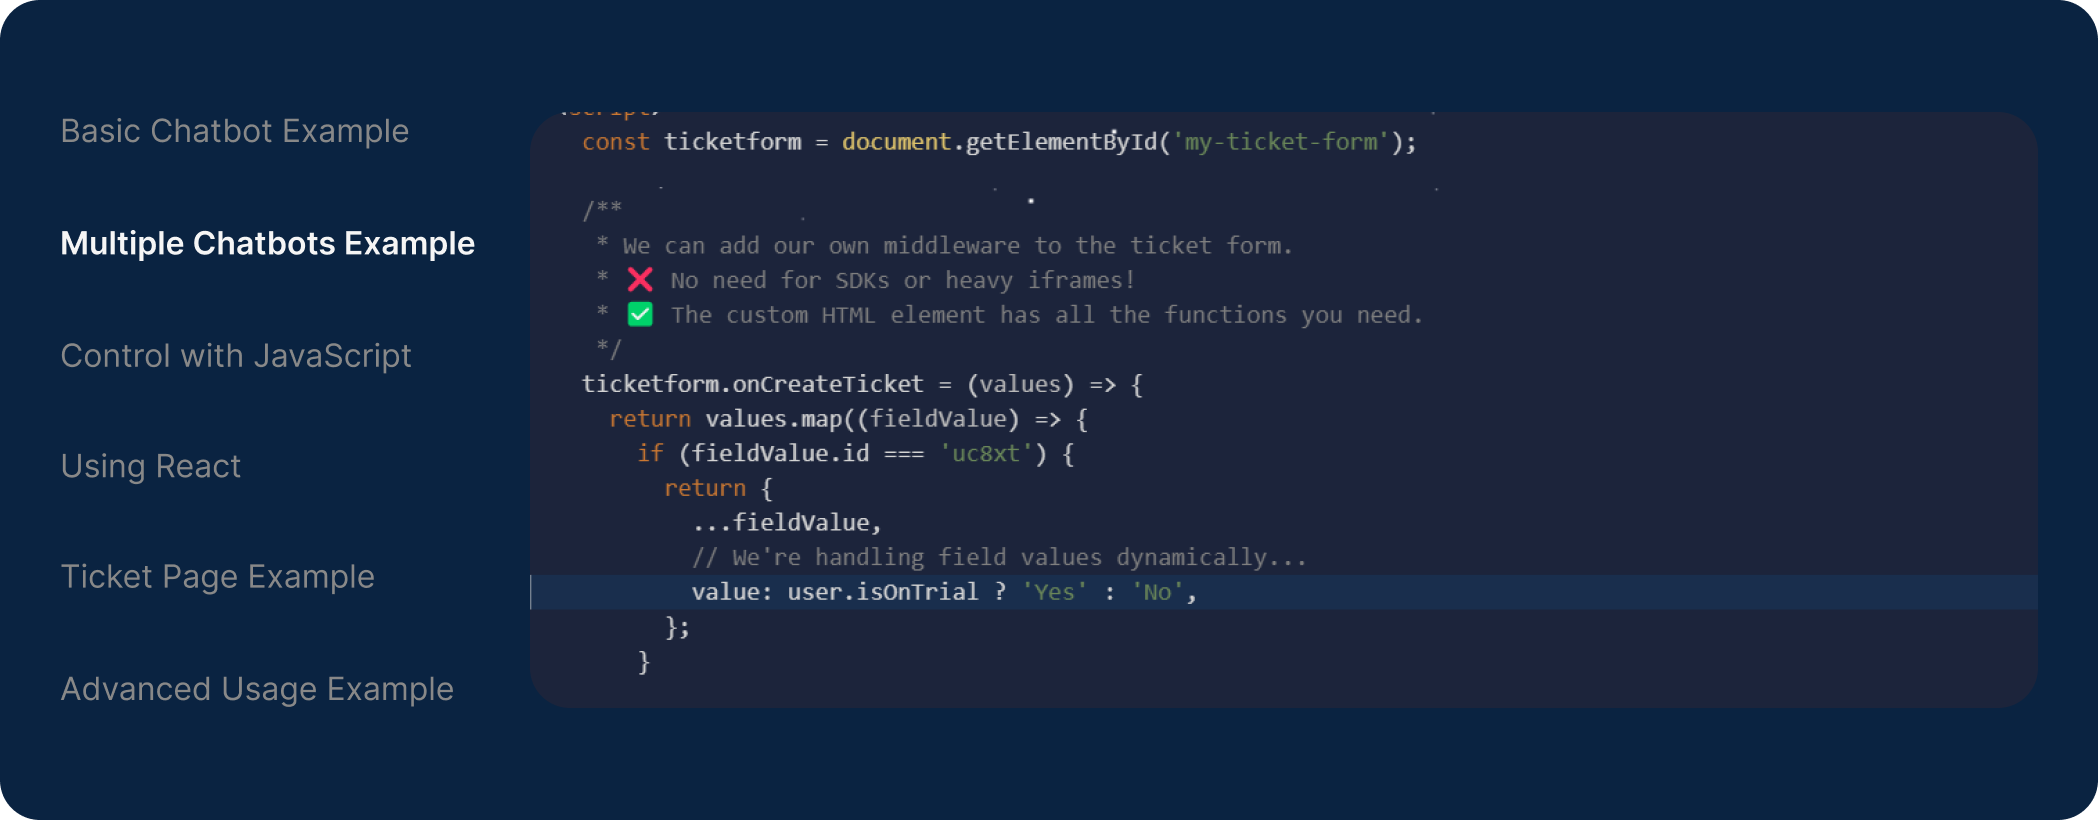 Basic Chatbot Example
Multiple Chatbots Example
Control with JavaScript
Using React
Ticket Page Example
Advanced Usage Example
const ticketform = document.getElementById('my-ticket-form');
/**
* We can add our own middleware to the ticket form.
* ❌ No need for SDKs or heavy iframes!
* ✅ The custom HTML element has all the functions you need.
*/
ticketform.onCreateTicket = (values) => {
return values.map((fieldValue) => {
if (fieldValue.id === 'uc8xt') {
return {
...fieldValue,
// We're handling field values dynamically...
value: user.isOnTrial ? 'Yes' : 'No',
};
}